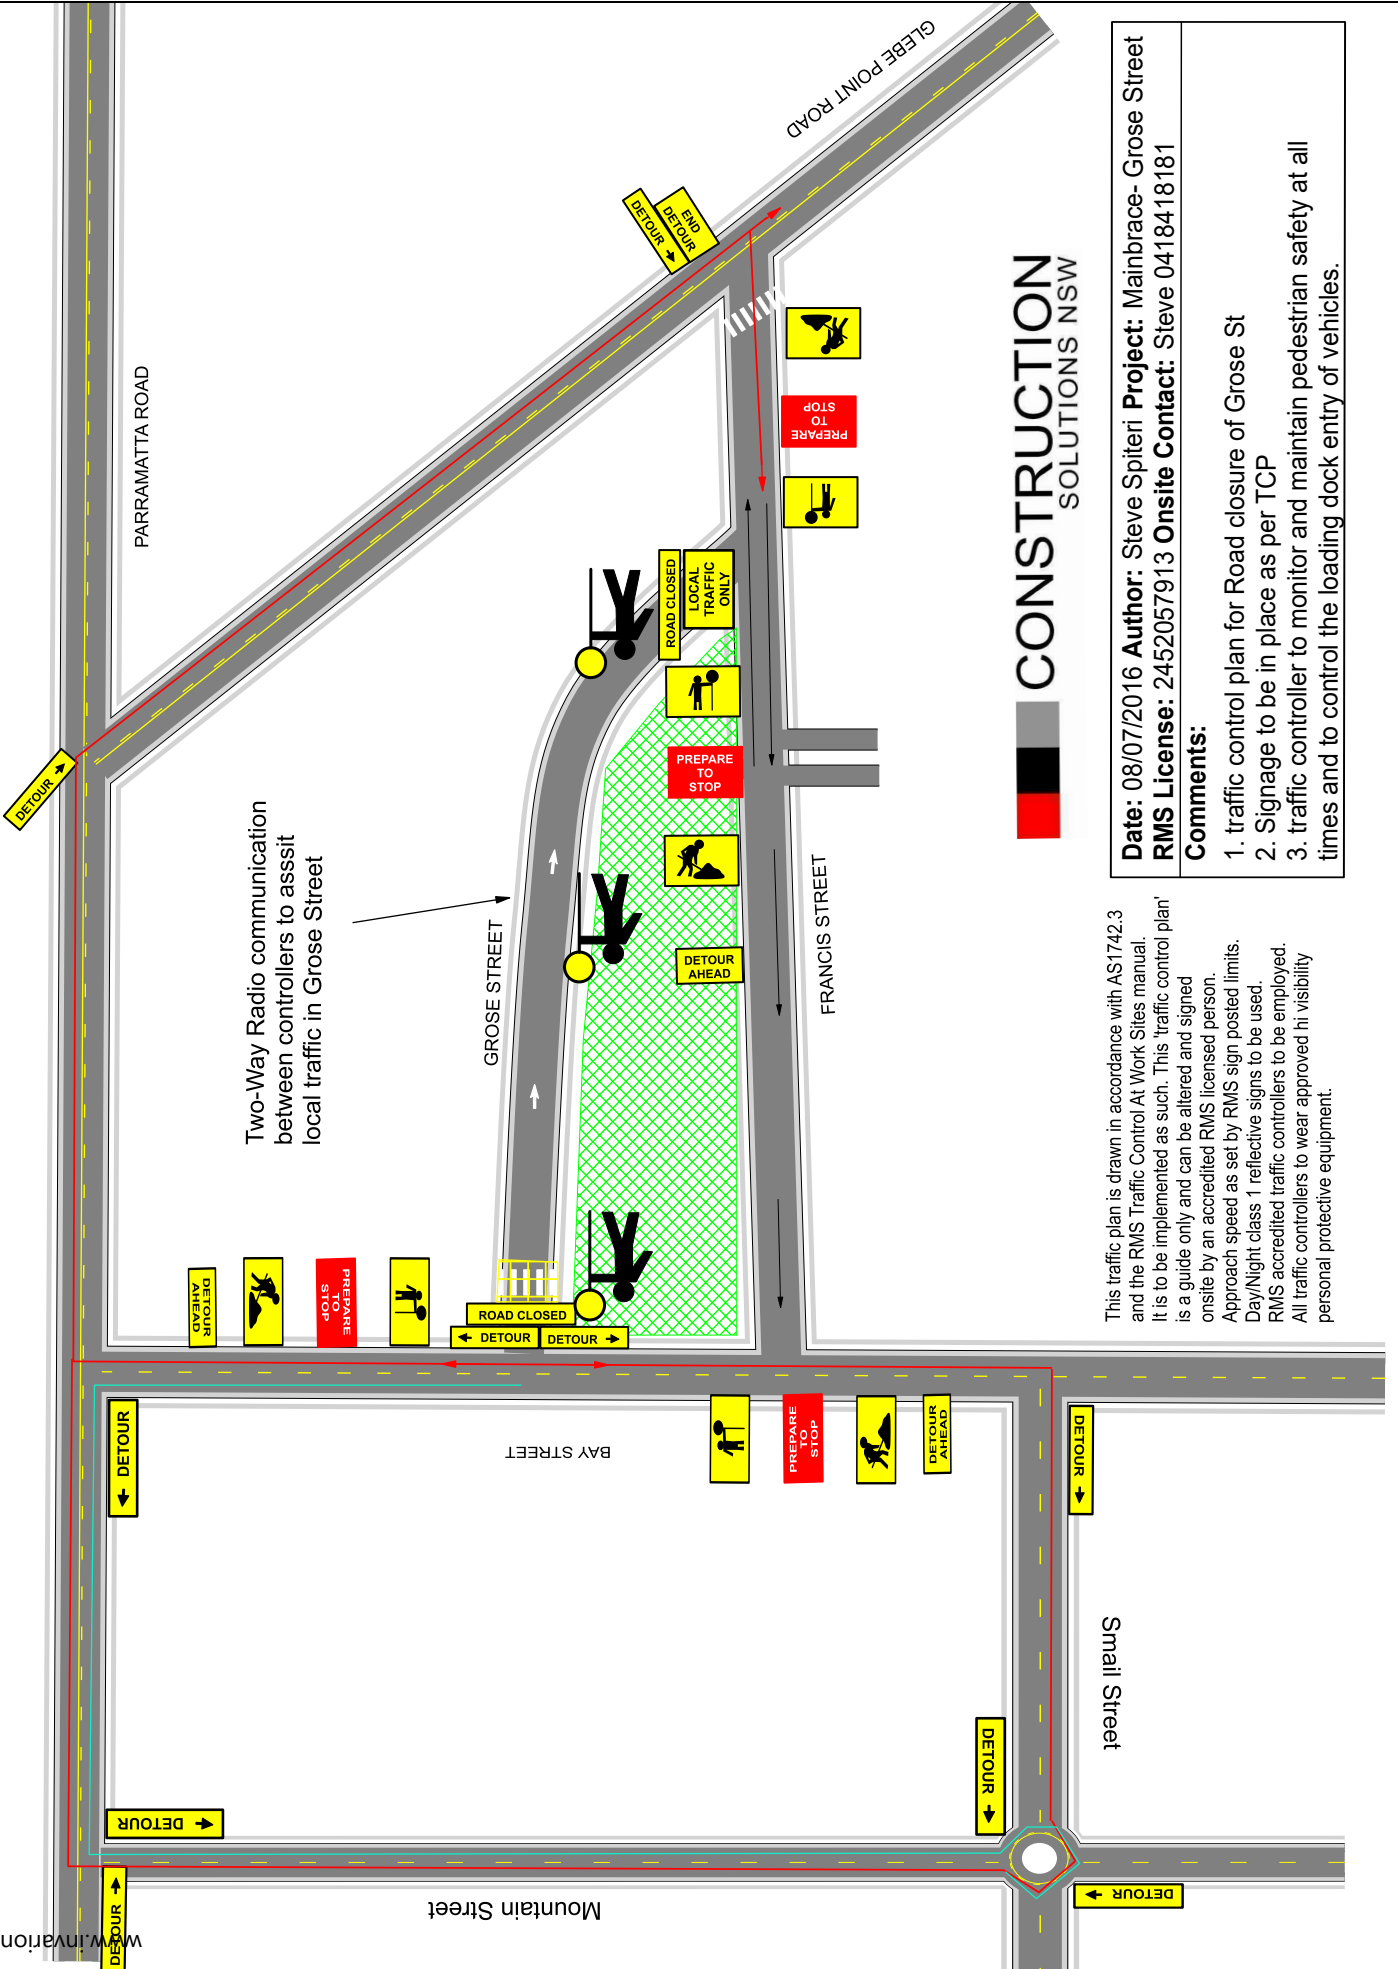 PARRAMATTA ROAD
GLEBE POINT ROAD
DETOUR
END
DETOUR
DETOUR
Two-Way Radio communication
between controllers to asssit
local traffic in Grose Street
GROSE STREET
FRANCIS STREET
PREPARE
TO
STOP
ROAD CLOSED
LOCAL
TRAFFIC
ONLY
PREPARE
TO
STOP
DETOUR
AHEAD
DETOUR
AHEAD
PREPARE
TO
STOP
ROAD CLOSED
DETOUR
DETOUR
BAY STREET
PREPARE
TO
STOP
DETOUR
AHEAD
DETOUR
DETOUR
Smail Street
DETOUR
DETOUR
DETOUR
DETOUR
Mountain Street
www.invarion
CONSTRUCTION
SOLUTIONS NSW
Date: 08/07/2016 Author: Steve Spiteri Project: Mainbrace- Grose Street
RMS License: 2452057913 Onsite Contact: Steve 0418418181
Comments:
1. traffic control plan for Road closure of Grose St
2. Signage to be in place as per TCP
3. traffic controller to monitor and maintain pedestrian safety at all
times and to control the loading dock entry of vehicles.
This traffic plan is drawn in accordance with AS1742.3
and the RMS Traffic Control At Work Sites manual.
It is to be implemented as such. This 'traffic control plan'
is a guide only and can be altered and signed
onsite by an accredited RMS licensed person.
Approach speed as set by RMS sign posted limits.
Day/Night class 1 reflective signs to be used.
RMS accredited traffic controllers to be employed.
All traffic controllers to wear approved hi visibility
personal protective equipment.